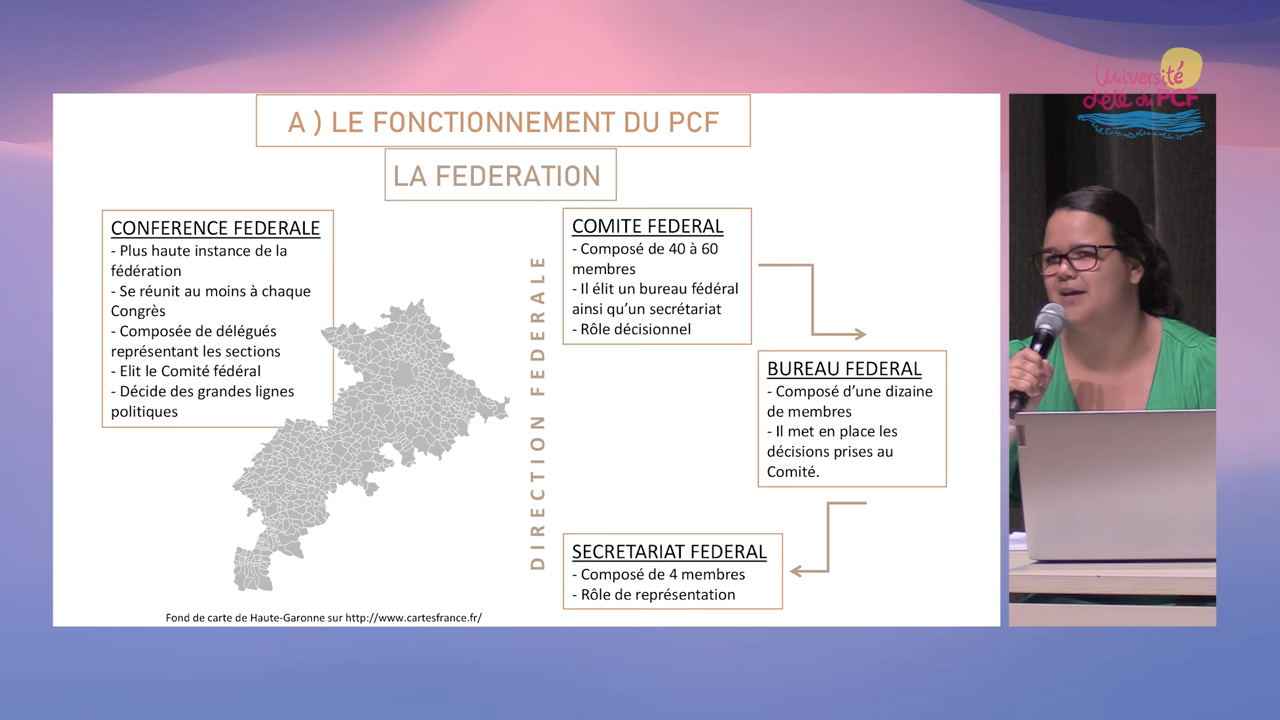 Université
d'été du PCF
A ) LE FONCTIONNEMENT DU PCF
LA FEDERATION
CONFERENCE FEDERALE
- Plus haute instance de la
fédération
- Se réunit au moins à chaque
Congrès
- Composée de délégués
représentant les sections
- Elit le Comité fédéral
- Décide des grandes lignes
politiques
DIRECTION FEDERALE
COMITE FEDERAL
- Composé de 40 à 60
membres
- Il élit un bureau fédéral
ainsi qu'un secrétariat
- Rôle décisionnel
BUREAU FEDERAL
- Composé d'une dizaine
de membres
- Il met en place les
décisions prises au
Comité.
SECRETARIAT FEDERAL
- Composé de 4 membres
- Rôle de représentation
Fond de carte de Haute-Garonne sur http://www.cartesfrance.fr/